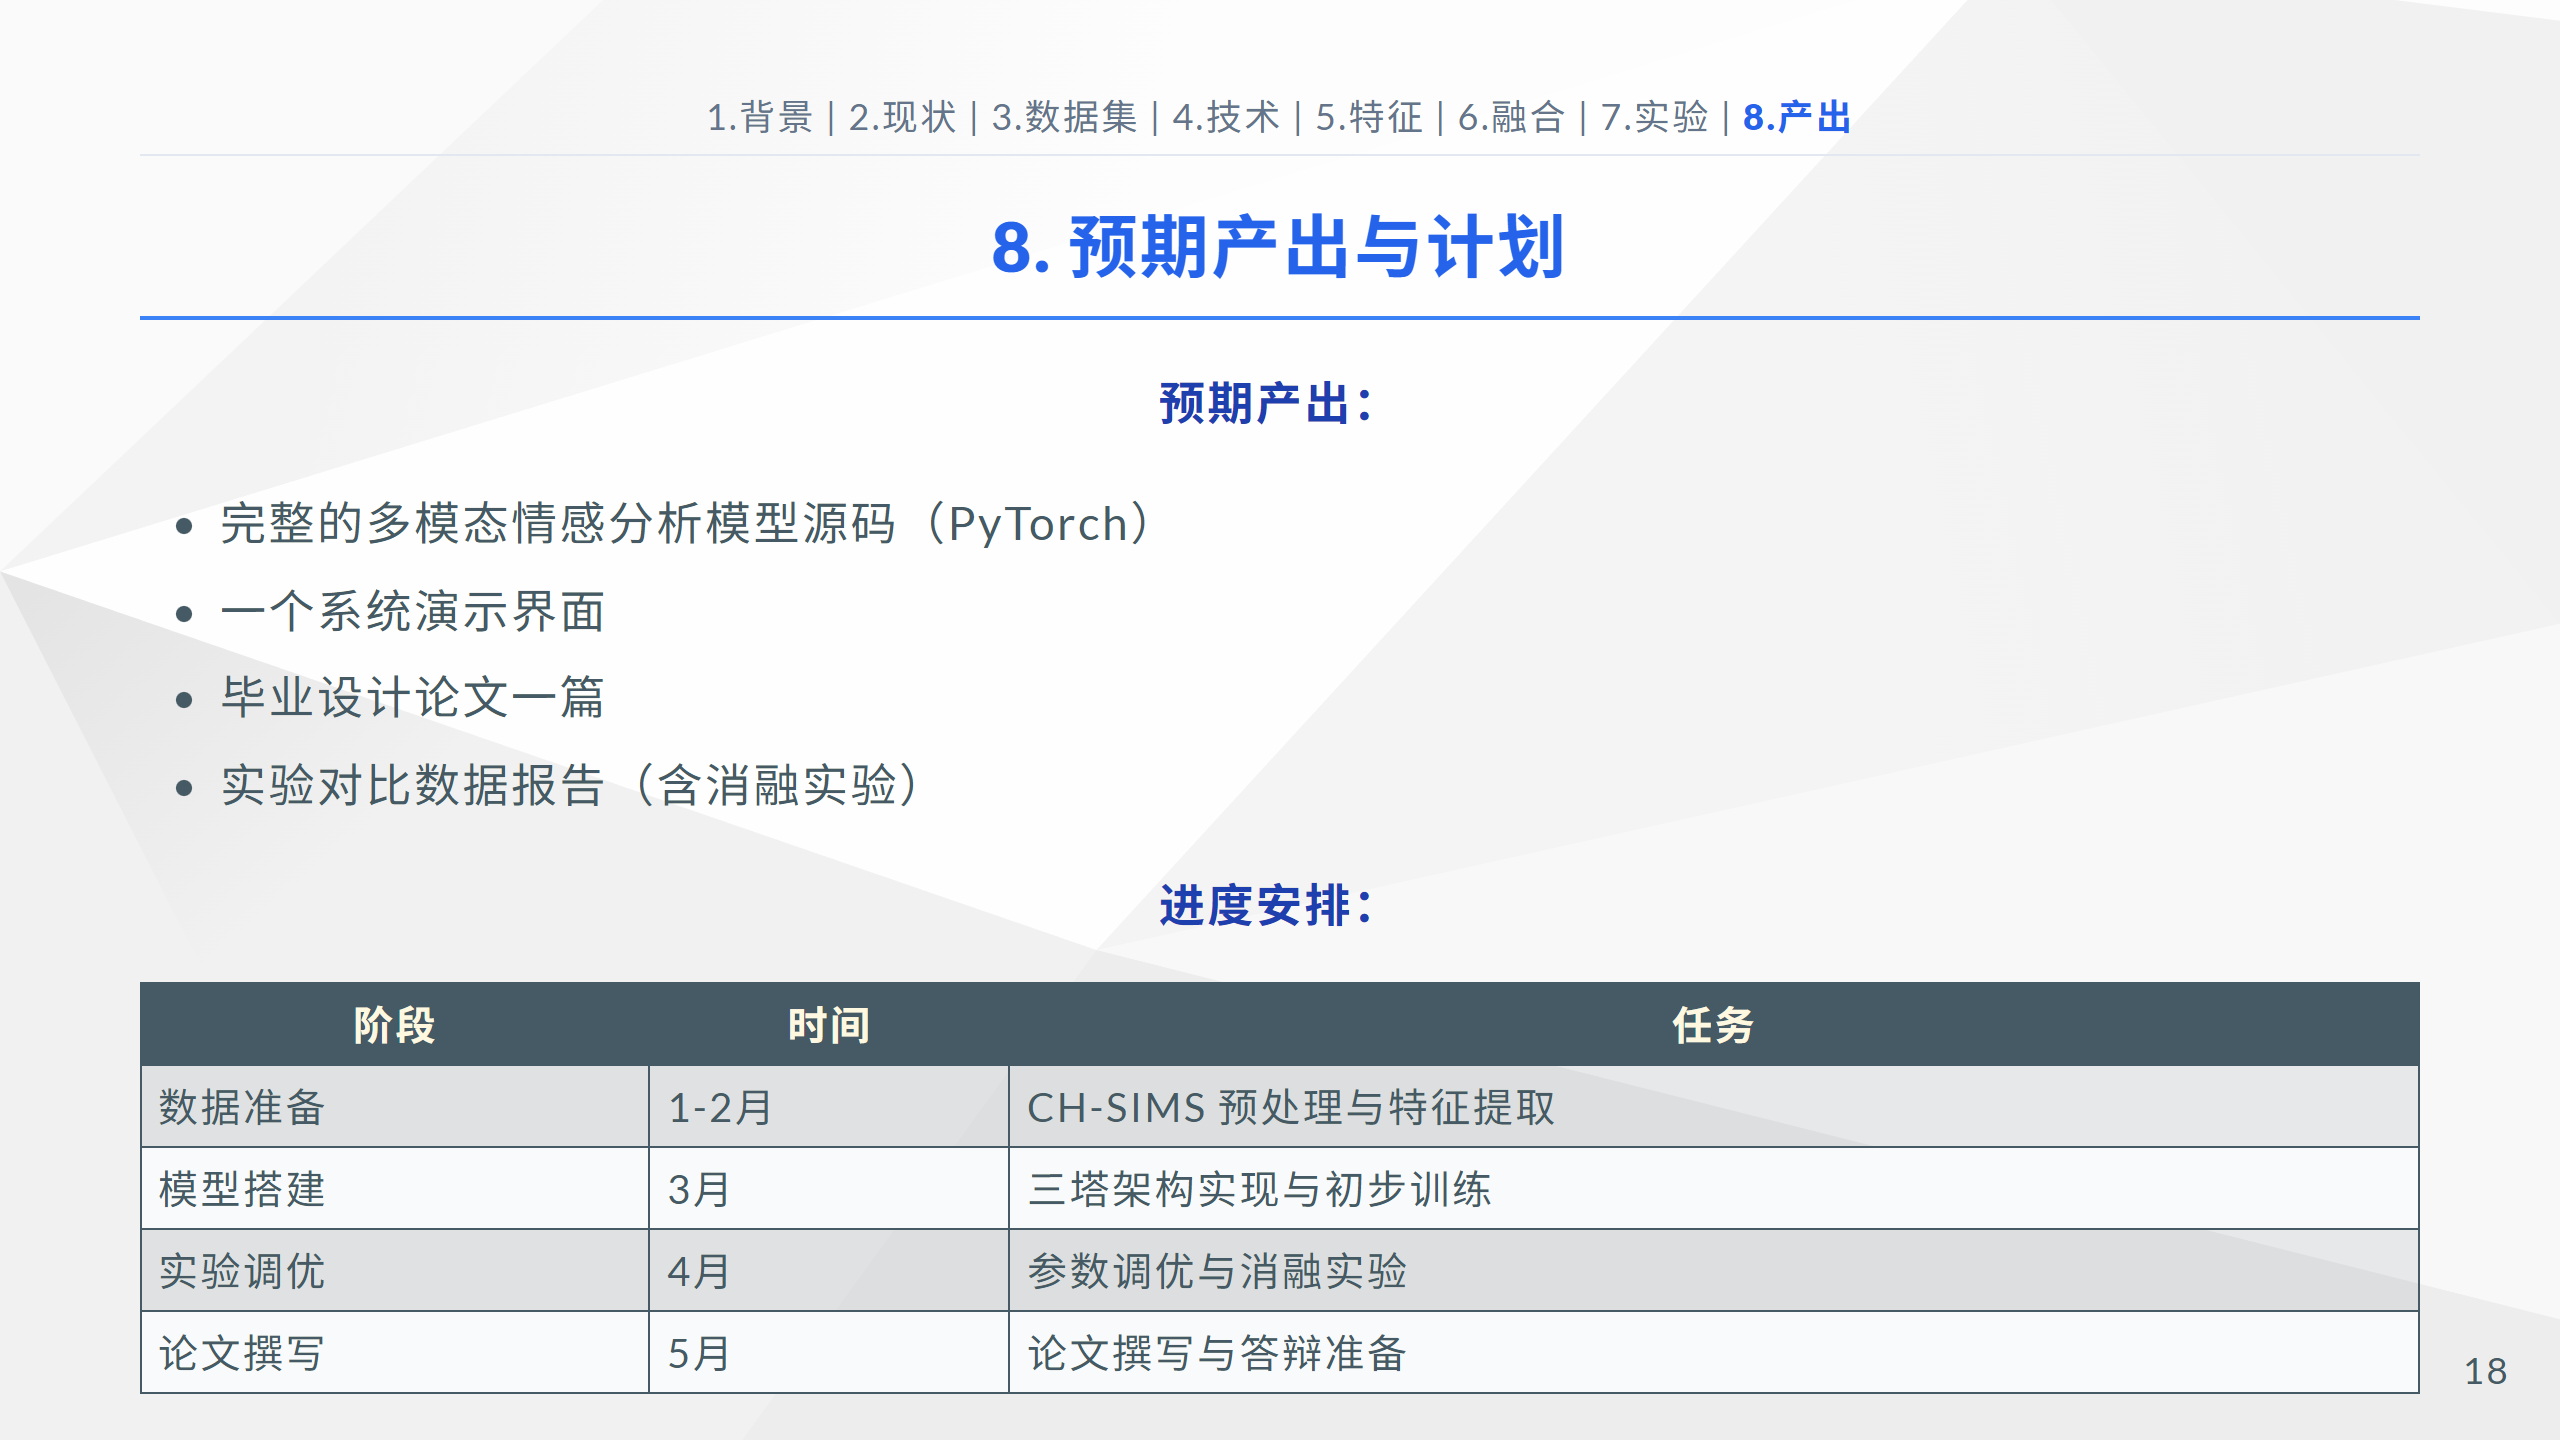 1.背景 | 2.现状 | 3.数据集 | 4.技术 | 5.特征 | 6.融合 | 7.实验 | 8.产出
8. 预期产出与计划
预期产出：
• 完整的多模态情感分析模型源码（PyTorch）
• 一个系统演示界面
• 毕业设计论文一篇
• 实验对比数据报告（含消融实验）
进度安排：
阶段 时间 任务
数据准备 1-2月 CH-SIMS 预处理与特征提取
模型搭建 3月 三塔架构实现与初步训练
实验调优 4月 参数调优与消融实验
论文撰写 5月 论文撰写与答辩准备
18